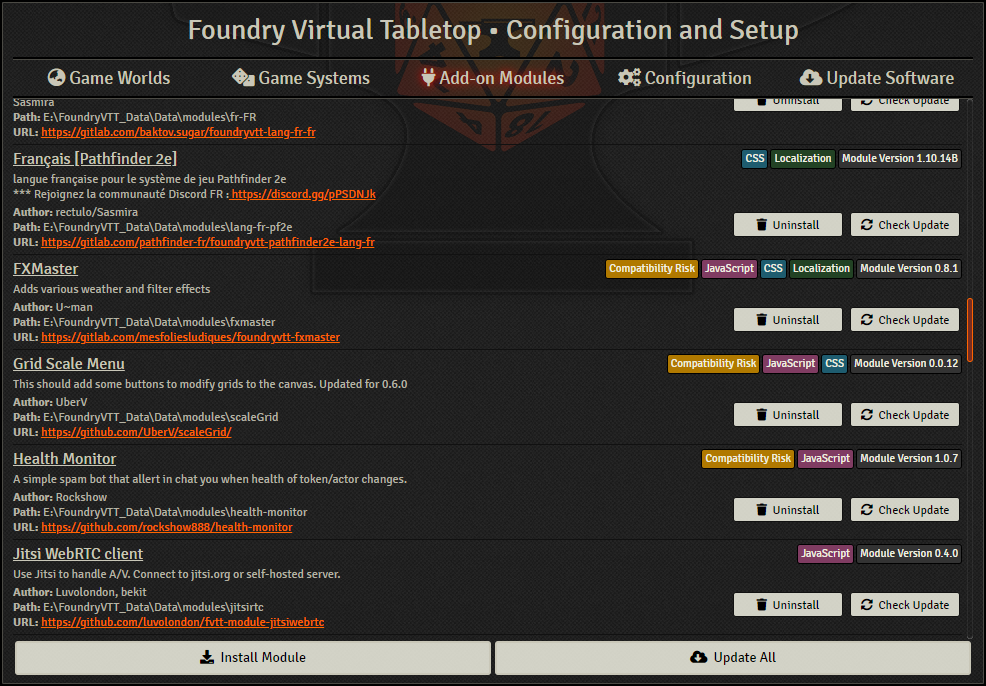 Foundry Virtual Tabletop • Configuration and Setup
Game Worlds Game Systems Add-on Modules Configuration Update Software
Sasmira
Path: E:\FoundryVTT_Data\Data\modules\fr-FR
URL: https://gitlab.com/baktov.sugar/foundryvtt-lang-fr-fr
Uninstall Check Update
Français [Pathfinder 2e] CSS Localization Module Version 1.10.14B
langue française pour le système de jeu Pathfinder 2e
*** Rejoignez la communauté Discord FR : https://discord.gg/pPSDNJk
Author: rectulo/Sasmira
Path: E:\FoundryVTT_Data\Data\modules\lang-fr-pf2e
URL: https://gitlab.com/pathfinder-fr/foundryvtt-pathfinder2e-lang-fr
Uninstall Check Update
FXMaster Compatibility Risk JavaScript CSS Localization Module Version 0.8.1
Adds various weather and filter effects
Author: U~man
Path: E:\FoundryVTT_Data\Data\modules\fxmaster
URL: https://gitlab.com/mesfoliesludiques/foundryvtt-fxmaster
Uninstall Check Update
Grid Scale Menu Compatibility Risk JavaScript CSS Module Version 0.0.12
This should add some buttons to modify grids to the canvas. Updated for 0.6.0
Author: UberV
Path: E:\FoundryVTT_Data\Data\modules\scaleGrid
URL: https://github.com/UberV/scaleGrid/
Uninstall Check Update
Health Monitor Compatibility Risk JavaScript Module Version 1.0.7
A simple spam bot that allert in chat you when health of token/actor changes.
Author: Rockshow
Path: E:\FoundryVTT_Data\Data\modules\health-monitor
URL: https://github.com/rockshow888/health-monitor
Uninstall Check Update
Jitsi WebRTC client JavaScript Module Version 0.4.0
Use Jitsi to handle A/V. Connect to jitsi.org or self-hosted server.
Author: Luvolondon, bekit
Path: E:\FoundryVTT_Data\Data\modules\jitsirtc
URL: https://github.com/luvolondon/fvtt-module-jitsiwebrtc
Uninstall Check Update
Install Module Update All